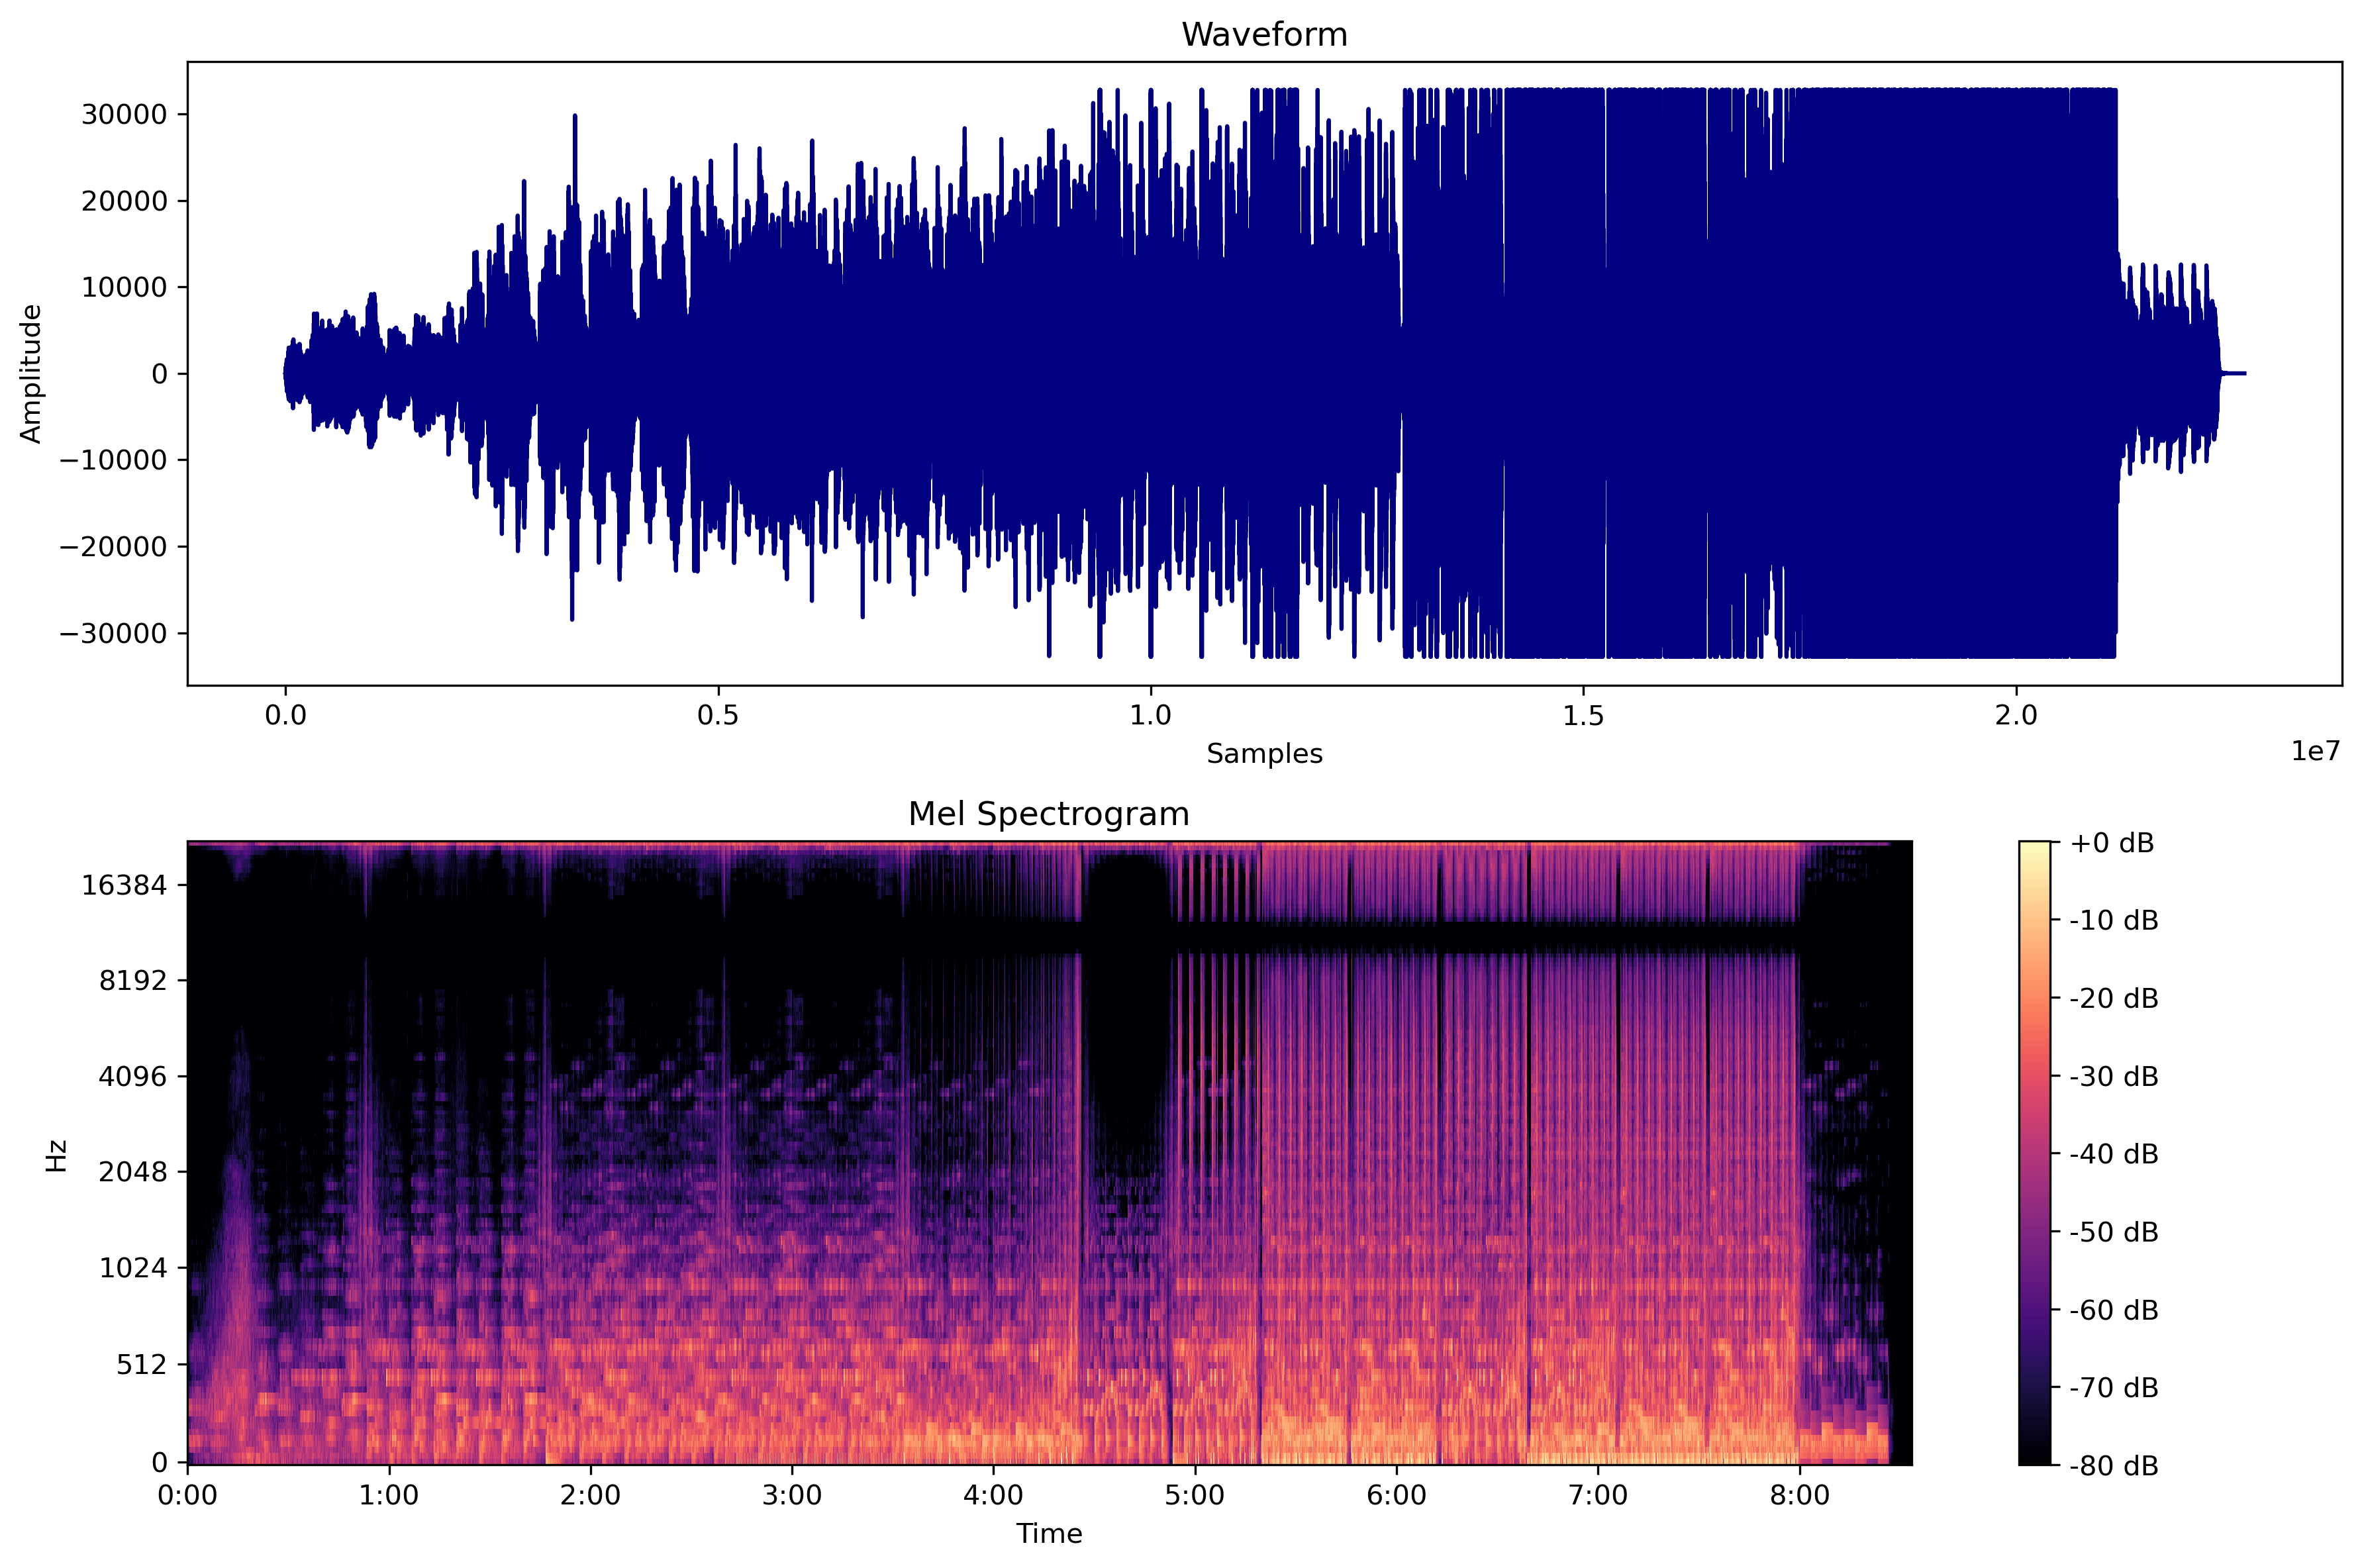 Waveform
30000
20000
10000
0
−10000
−20000
−30000
Amplitude
0.0 0.5 1.0 1.5 2.0
Samples
1e7
Mel Spectrogram
16384
8192
4096
2048
1024
512
0
Hz
0:00 1:00 2:00 3:00 4:00 5:00 6:00 7:00 8:00
Time
+0 dB
-10 dB
-20 dB
-30 dB
-40 dB
-50 dB
-60 dB
-70 dB
-80 dB